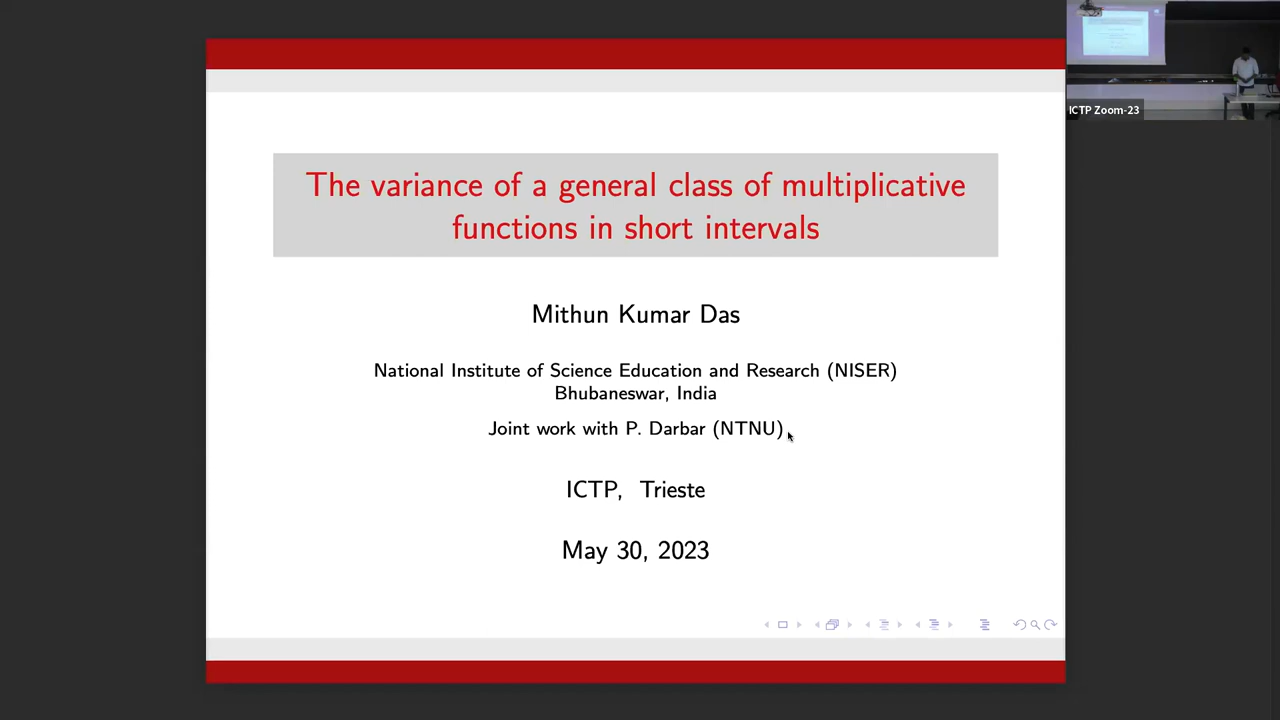 The variance of a general class of multiplicative
functions in short intervals
Mithun Kumar Das
National Institute of Science Education and Research (NISER)
Bhubaneswar, India
Joint work with P. Darbar (NTNU)
ICTP, Trieste
May 30, 2023
ICTP Zoom-23